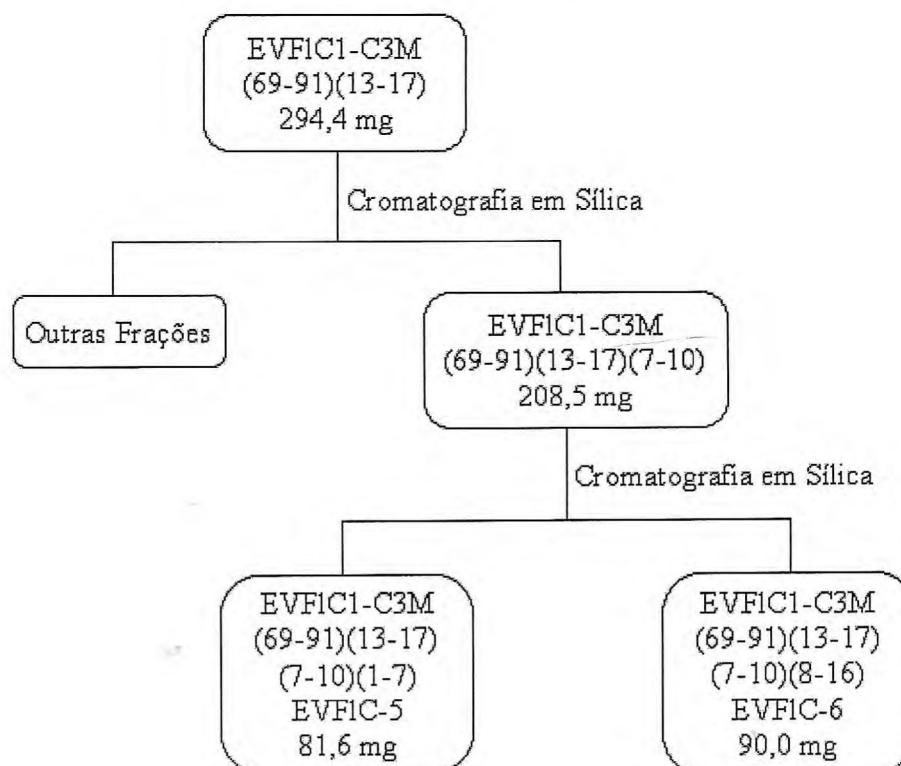 EVFlC1-C3M
(69-91)(13-17)
294,4 mg
Cromatografia em Sílica
Outras Frações
EVFlC1-C3M
(69-91)(13-17)(7-10)
208,5 mg
Cromatografia em Sílica
EVFlC1-C3M
(69-91)(13-17)
(7-10)(1-7)
EVFlC-5
81,6 mg
EVFlC1-C3M
(69-91)(13-17)
(7-10)(8-16)
EVFlC-6
90,0 mg